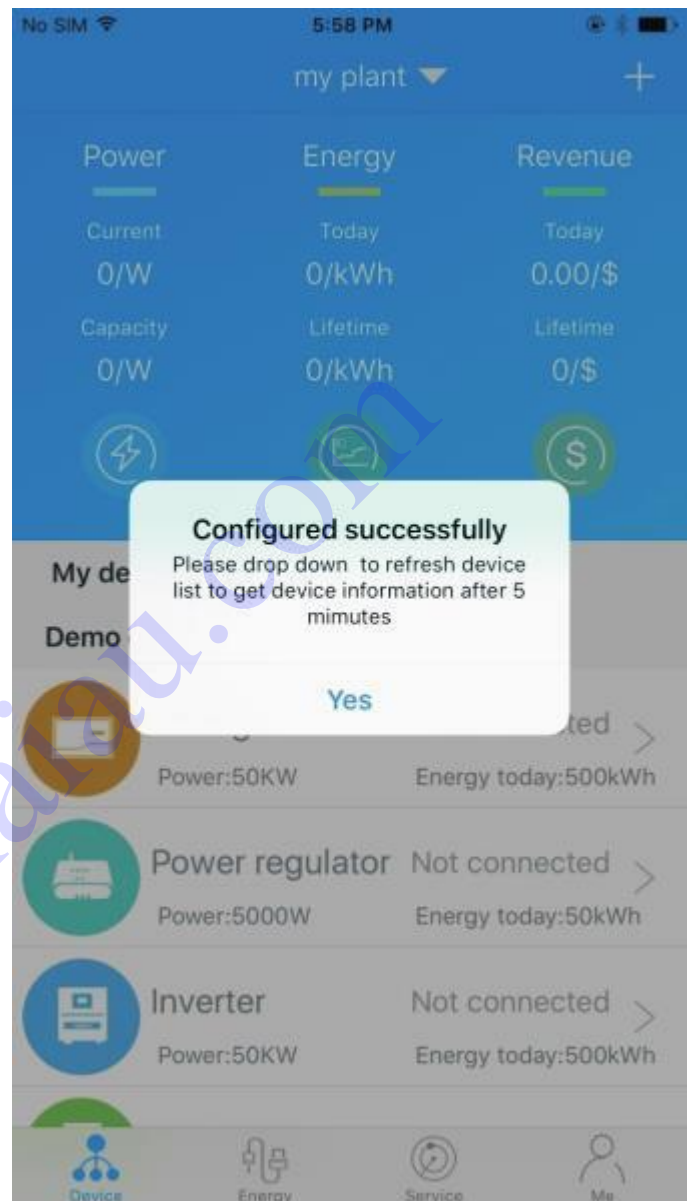 No SIM 5:58 PM
my plant
Power Energy Revenue
Current Today Today
0/W 0/kWh 0.00/$
Capacity Lifetime Lifetime
0/W 0/kWh 0/$
$
Configured successfully
Please drop down to refresh device
list to get device information after 5
mimutes
Yes
My de
Demo
ted
Power:50KW Energy today:500kWh
Power regulator Not connected
Power:5000W Energy today:50kWh
Inverter Not connected
Power:50KW Energy today:500kWh
Device Energy Service Me